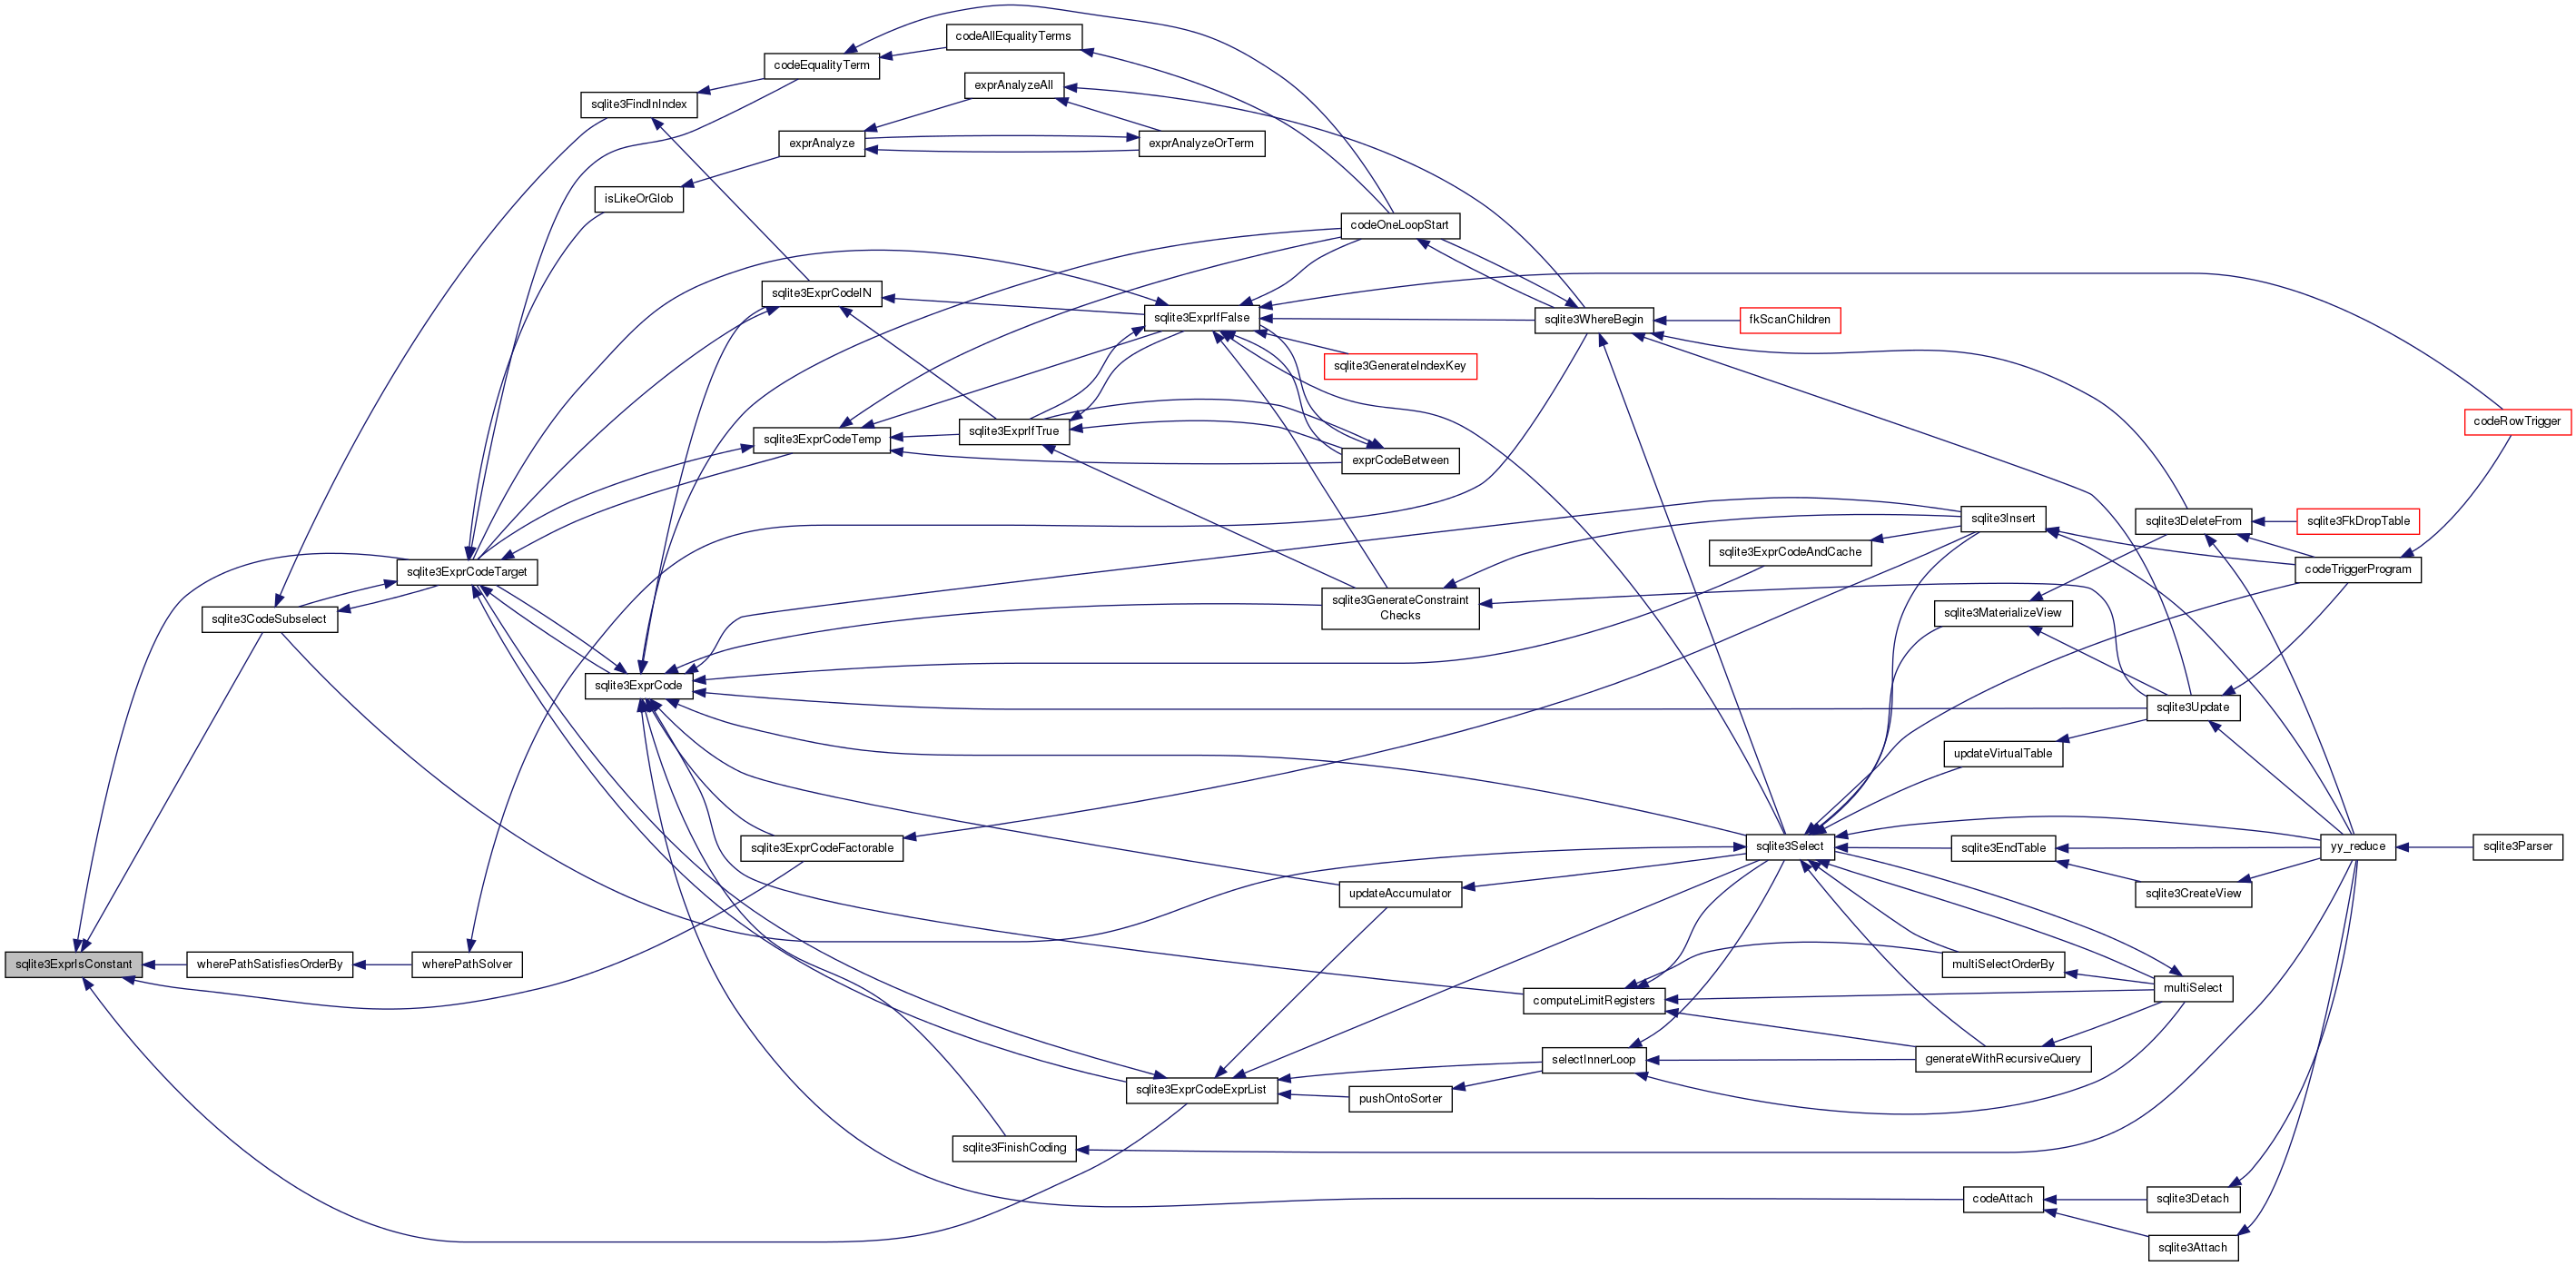 codeAllEqualityTerms
codeEqualityTerm
exprAnalyzeAll
sqlite3FindInIndex
exprAnalyze
exprAnalyzeOrTerm
isLikeOrGlob
codeOneLoopStart
sqlite3ExprCodeIN
sqlite3ExprIfFalse
sqlite3WhereBegin
fkScanChildren
sqlite3GenerateIndexKey
codeRowTrigger
sqlite3ExprCodeTemp
sqlite3ExprIfTrue
exprCodeBetween
sqlite3Insert
sqlite3DeleteFrom
sqlite3FkDropTable
sqlite3ExprCodeAndCache
sqlite3ExprCodeTarget
codeTriggerProgram
sqlite3CodeSubselect
sqlite3GenerateConstraint
Checks
sqlite3MaterializeView
sqlite3ExprCode
sqlite3Update
updateVirtualTable
sqlite3ExprCodeFactorable
sqlite3Select
sqlite3EndTable
yy_reduce
sqlite3Parser
updateAccumulator
sqlite3CreateView
sqlite3ExprIsConstant
wherePathSatisfiesOrderBy
wherePathSolver
multiSelectOrderBy
multiSelect
computeLimitRegisters
selectInnerLoop
generateWithRecursiveQuery
sqlite3ExprCodeExprList
pushOntoSorter
sqlite3FinishCoding
codeAttach
sqlite3Detach
sqlite3Attach